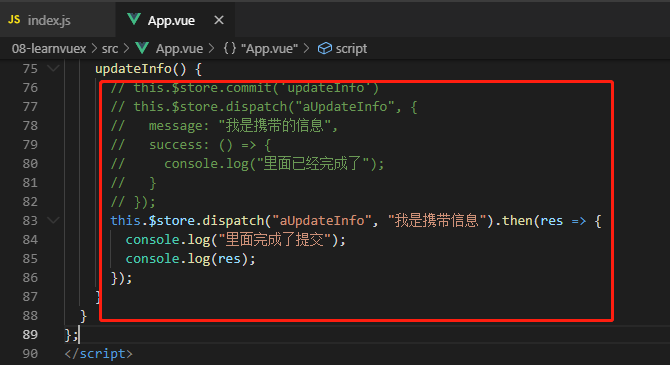 JS index.js App.vue ×
08-learnvuex > src > App.vue > {} "App.vue" > script
75 updateInfo() {
76 // this.$store.commit('updateInfo')
77 // this.$store.dispatch("aUpdateInfo", {
78 //   message: "我是携带的信息",
79 //   success: () => {
80 //     console.log("里面已经完成了");
81 //   }
82 // });
83 this.$store.dispatch("aUpdateInfo", "我是携带信息").then(res => {
84   console.log("里面完成了提交");
85   console.log(res);
86 });
87 }
88 }
89 };
90 </script>